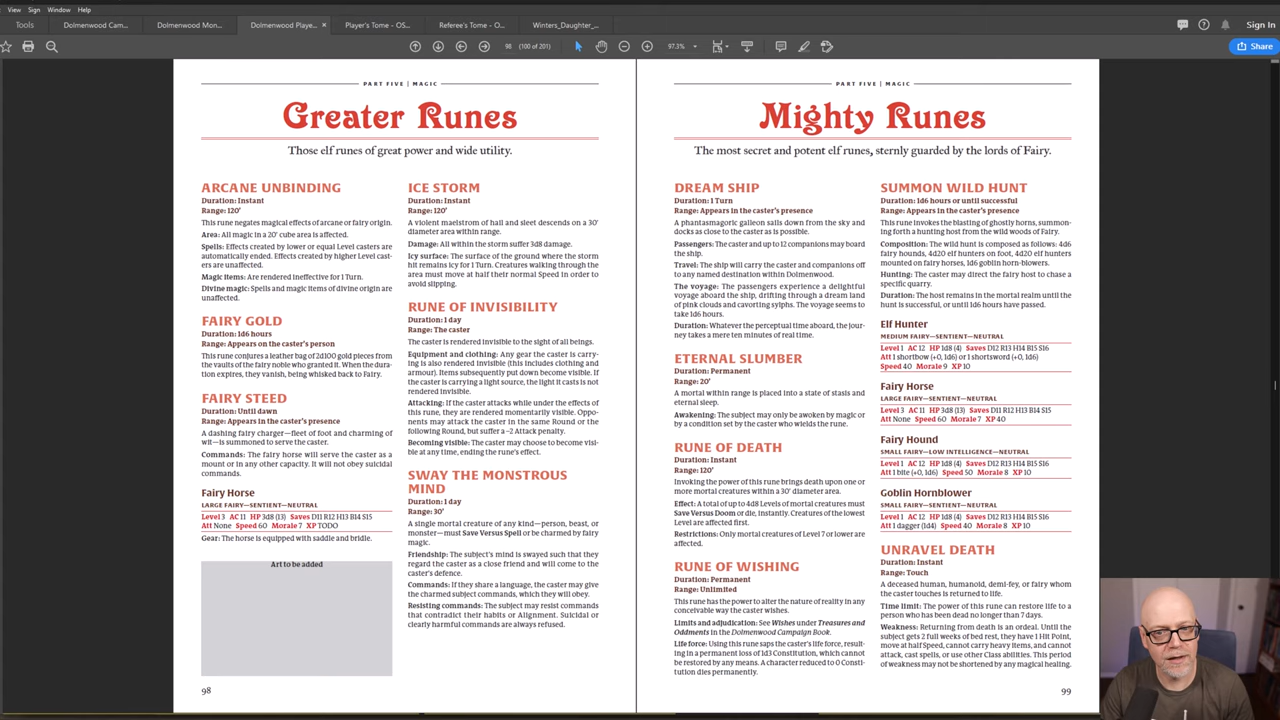 View Sign Window Help
Tools Dolmenwood Cam... Dolmenwood Mon... Dolmenwood Playe... × Player's Tome - OS... Referee's Tome - O... Winters_Daughter_... Sign In
98 (100 of 201) 97.3% Share
PART FIVE | MAGIC
Greater Runes
Those elf runes of great power and wide utility.
ARCANE UNBINDING
Duration: Instant
Range: 120'
This rune negates magical effects of arcane or fairy origin.
Area: All magic in a 20' cube area is affected.
Spells: Effects created by lower or equal Level casters are
automatically ended. Effects created by higher Level cast-
ers are unaffected.
Magic items: Are rendered ineffective for 1 Turn.
Divine magic: Spells and magic items of divine origin are
unaffected.
FAIRY GOLD
Duration: 1d6 hours
Range: Appears on the caster's person
This rune conjures a leather bag of 2d100 gold pieces from
the vaults of the fairy noble who granted it. When the dura-
tion expires, they vanish, being whisked back to Fairy.
FAIRY STEED
Duration: Until dawn
Range: Appears in the caster's presence
A dashing fairy charger—fleet of foot and charming of
wit—is summoned to serve the caster.
Commands: The fairy horse will serve the caster as a
mount or in any other capacity. It will not obey suicidal
commands.
Fairy Horse
LARGE FAIRY—SENTIENT—NEUTRAL
Level 3 AC 11 HP 3d8 (13) Saves D11 R12 H13 B14 S15
Att None Speed 60 Morale 7 XP TODO
Gear: The horse is equipped with saddle and bridle.
Art to be added
98
ICE STORM
Duration: Instant
Range: 120'
A violent maelstrom of hail and sleet descends on a 30'
diameter area within range.
Damage: All within the storm suffer 3d8 damage.
Icy surface: The surface of the ground where the storm
hit remains icy for 1 Turn. Creatures walking through the
area must move at half their normal Speed in order to
avoid slipping.
RUNE OF INVISIBILITY
Duration: 1 day
Range: The caster
The caster is rendered invisible to the sight of all beings.
Equipment and clothing: Any gear the caster is carry-
ing is also rendered invisible (this includes clothing and
armour). Items subsequently put down become visible. If
the caster is carrying a light source, the light it casts is not
rendered invisible.
Attacking: If the caster attacks while under the effects of
this rune, they are rendered momentarily visible. Oppo-
nents may attack the caster in the same Round or the
following Round, but suffer a –2 Attack penalty.
Becoming visible: The caster may choose to become visi-
ble at any time, ending the rune's effect.
SWAY THE MONSTROUS
MIND
Duration: 1 day
Range: 30'
A single mortal creature of any kind—person, beast, or
monster—must Save Versus Spell or be charmed by fairy
magic.
Friendship: The subject's mind is swayed such that they
regard the caster as a close friend and will come to the
caster's defence.
Commands: If they share a language, the caster may give
the charmed subject commands, which they will obey.
Resisting commands: The subject may resist commands
that contradict their habits or Alignment. Suicidal or
clearly harmful commands are always refused.
PART FIVE | MAGIC
Mighty Runes
The most secret and potent elf runes, sternly guarded by the lords of Fairy.
DREAM SHIP
Duration: 1 Turn
Range: Appears in the caster's presence
A phantasmagoric galleon sails down from the sky and
docks as close to the caster as is possible.
Passengers: The caster and up to 12 companions may board
the ship.
Travel: The ship will carry the caster and companions off
to any named destination within Dolmenwood.
The voyage: The passengers experience a delightful
voyage aboard the ship, drifting through a dream land
of pink clouds and cavorting sylphs. The voyage seems to
take 1d6 hours.
Duration: Whatever the perceptual time aboard, the jour-
ney takes a mere ten minutes of real time.
ETERNAL SLUMBER
Duration: Permanent
Range: 20'
A mortal within range is placed into a state of stasis and
eternal sleep.
Awakening: The subject may only be awoken by magic or
by a condition set by the caster who wields the rune.
RUNE OF DEATH
Duration: Instant
Range: 120'
Invoking the power of this rune brings death upon one or
more mortal creatures within a 30' diameter area.
Effect: A total of up to 4d8 Levels of mortal creatures must
Save Versus Doom or die, instantly. Creatures of the lowest
Level are affected first.
Restrictions: Only mortal creatures of Level 7 or lower are
affected.
RUNE OF WISHING
Duration: Permanent
Range: Unlimited
This rune has the power to alter the nature of reality in any
conceivable way the caster wishes.
Limits and adjudication: See Wishes under Treasures and
Oddments in the Dolmenwood Campaign Book.
Life force: Using this rune saps the caster's life force, result-
ing in a permanent loss of 1d3 Constitution, which cannot
be restored by any means. A character reduced to 0 Consti-
tution dies permanently.
SUMMON WILD HUNT
Duration: 1d6 hours or until successful
Range: Appears in the caster's presence
This rune invokes the blasting of ghostly horns, summon-
ing forth a hunting host from the wild woods of Fairy.
Composition: The wild hunt is composed as follows: 4d6
fairy hounds, 4d20 elf hunters on foot, 4d20 elf hunters
mounted on fairy horses, 1d6 goblin horn-blowers.
Hunting: The caster may direct the fairy host to chase a
specific quarry.
Duration: The host remains in the mortal realm until the
hunt is successful, or until 1d6 hours have passed.
Elf Hunter
MEDIUM FAIRY—SENTIENT—NEUTRAL
Level 1 AC 12 HP 1d8 (4) Saves D12 R13 H14 B15 S16
Att 1 shortbow (+0, 1d6) or 1 shortsword (+0, 1d6)
Speed 40 Morale 9 XP 10
Fairy Horse
LARGE FAIRY—SENTIENT—NEUTRAL
Level 3 AC 11 HP 3d8 (13) Saves D11 R12 H13 B14 S15
Att None Speed 60 Morale 7 XP 40
Fairy Hound
SMALL FAIRY—LOW INTELLIGENCE—NEUTRAL
Level 1 AC 12 HP 1d8 (4) Saves D12 R13 H14 B15 S16
Att 1 bite (+0, 1d6) Speed 50 Morale 8 XP 10
Goblin Hornblower
SMALL FAIRY—SENTIENT—NEUTRAL
Level 1 AC 12 HP 1d8 (4) Saves D12 R13 H14 B15 S16
Att 1 dagger (1d4) Speed 40 Morale 8 XP 10
UNRAVEL DEATH
Duration: Instant
Range: Touch
A deceased human, humanoid, demi-fey, or fairy whom
the caster touches is returned to life.
Time limit: The power of this rune can restore life to a
person who has been dead no longer than 7 days.
Weakness: Returning from death is an ordeal. Until the
subject gets 2 full weeks of bed rest, they have 1 Hit Point,
move at half Speed, cannot carry heavy items, and cannot
attack, cast spells, or use other Class abilities. This period
of weakness may not be shortened by any magical healing.
99